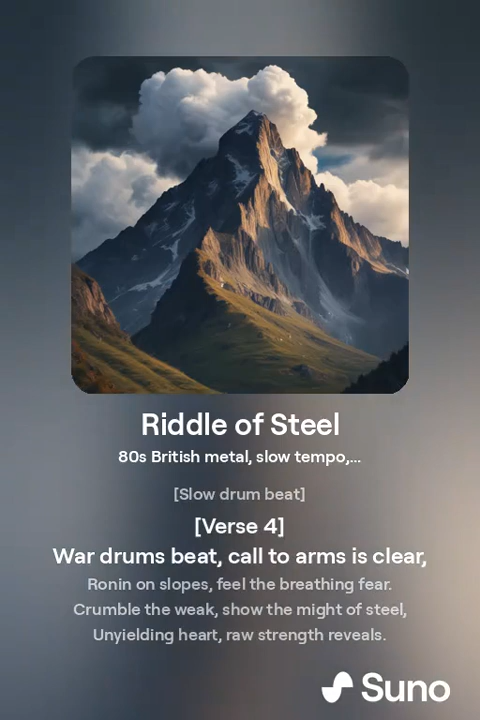 Riddle of Steel
80s British metal, slow tempo,...
[Slow drum beat]
[Verse 4]
War drums beat, call to arms is clear,
Ronin on slopes, feel the breathing fear.
Crumble the weak, show the might of steel,
Unyielding heart, raw strength reveals.
Suno